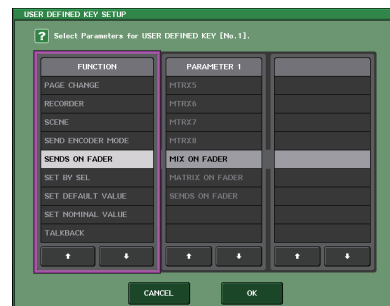 USER DEFINED KEY SETUP
? Select Parameters for USER DEFINED KEY [No.1].
FUNCTION
PAGE CHANGE
RECORDER
SCENE
SEND ENCODER MODE
SENDS ON FADER
SET BY SEL
SET DEFAULT VALUE
SET NOMINAL VALUE
TALKBACK
PARAMETER 1
MTRX5
MTRX6
MTRX7
MTRX8
MIX ON FADER
MATRIX ON FADER
SENDS ON FADER
CANCEL
OK